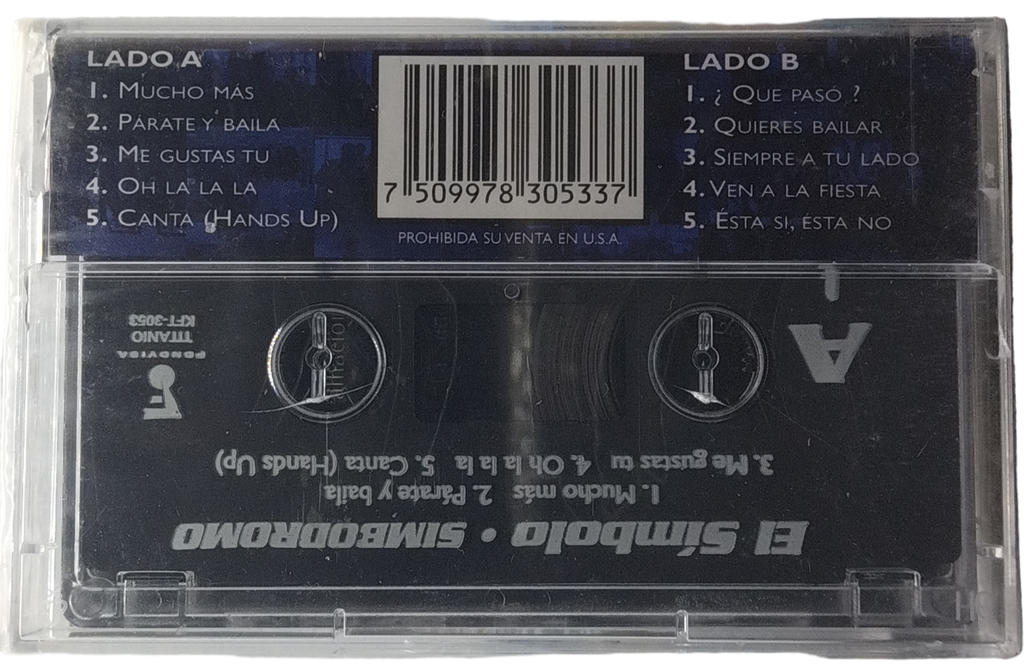 LADO A
1. MUCHO MÁS
2. PÁRATE Y BAILA
3. ME GUSTAS TU
4. OH LA LA LA
5. CANTA (HANDS UP)
7 509978 305337
PROHIBIDA SU VENTA EN U.S.A.
LADO B
1. ¿ QUE PASÓ ?
2. QUIERES BAILAR
3. SIEMPRE A TU LADO
4. VEN A LA FIESTA
5. ÉSTA SI, ÉSTA NO
El Símbolo • SIMBODROMO
1. Mucho más 2. Párate y baila
3. Me gustas tu 4. Oh la la la 5. Canta (Hands Up)
A
FONOVISA
TITANIO
KFT-3053